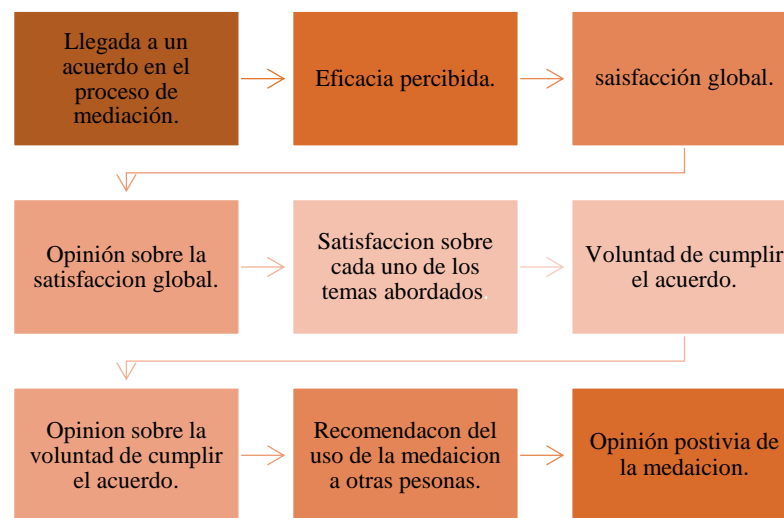 Llegada a un
acuerdo en el
proceso de
mediación.
Eficacia percibida.
saisfacción global.
Opinión sobre la
satisfaccion global.
Satisfaccion sobre
cada uno de los
temas abordados.
Voluntad de cumplir
el acuerdo.
Opinion sobre la
voluntad de cumplir
el acuerdo.
Recomendacon del
uso de la medaicion
a otras pesonas.
Opinión postivia de
la medaicion.